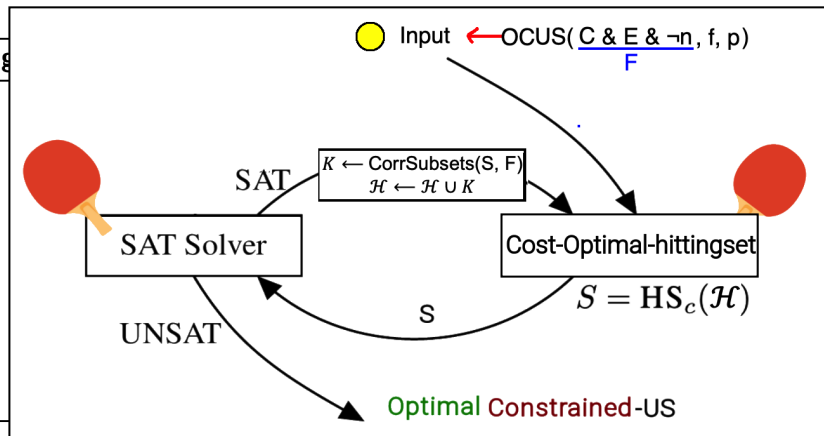 Input ←OCUS( C & E & ¬n, f, p)
F
g
K ← CorrSubsets(S, F)
ℋ ← ℋ ∪ K
SAT
SAT Solver
Cost-Optimal-hittingset
S = HS_c(ℋ)
S
UNSAT
Optimal Constrained-US